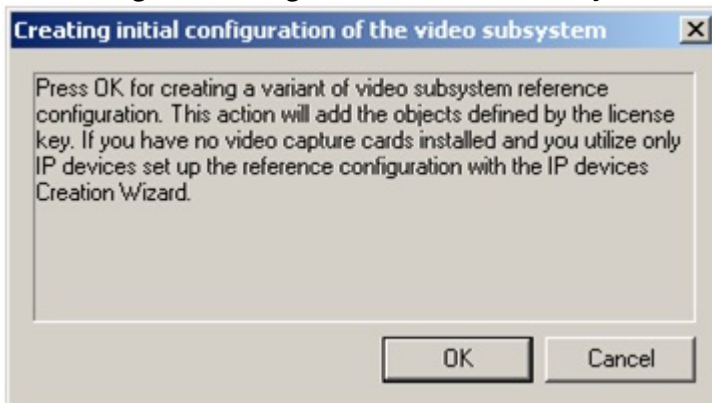 Creating initial configuration of the video subsystem
Press OK for creating a variant of video subsystem reference
configuration. This action will add the objects defined by the license
key. If you have no video capture cards installed and you utilize only
IP devices set up the reference configuration with the IP devices
Creation Wizard.
OK
Cancel